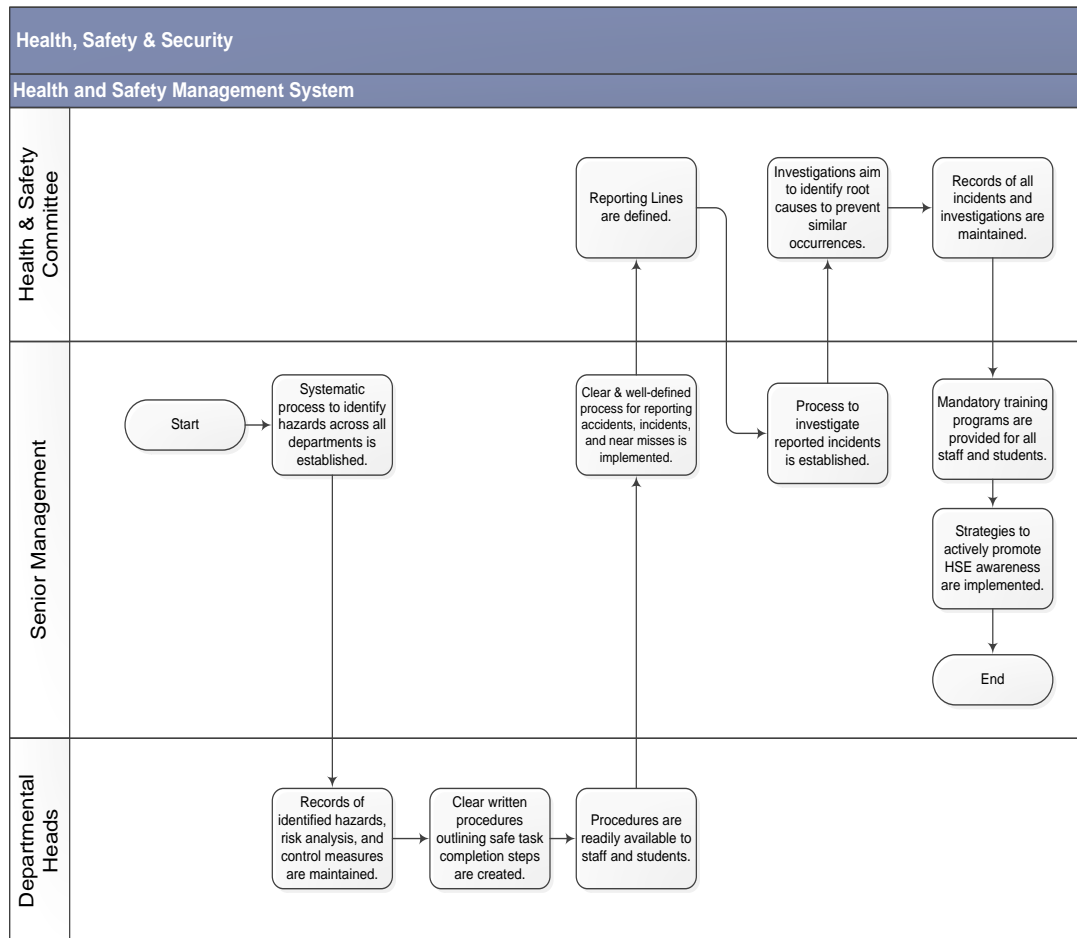 Health, Safety & Security
Health and Safety Management System
Health & Safety
Committee
Reporting Lines
are defined.
Investigations aim
to identify root
causes to prevent
similar
occurrences.
Records of all
incidents and
investigations are
maintained.
Senior Management
Start
Systematic
process to identify
hazards across all
departments is
established.
Clear & well-defined
process for reporting
accidents, incidents,
and near misses is
implemented.
Process to
investigate
reported incidents
is established.
Mandatory training
programs are
provided for all
staff and students.
Strategies to
actively promote
HSE awareness
are implemented.
End
Departmental
Heads
Records of
identified hazards,
risk analysis, and
control measures
are maintained.
Clear written
procedures
outlining safe task
completion steps
are created.
Procedures are
readily available to
staff and students.